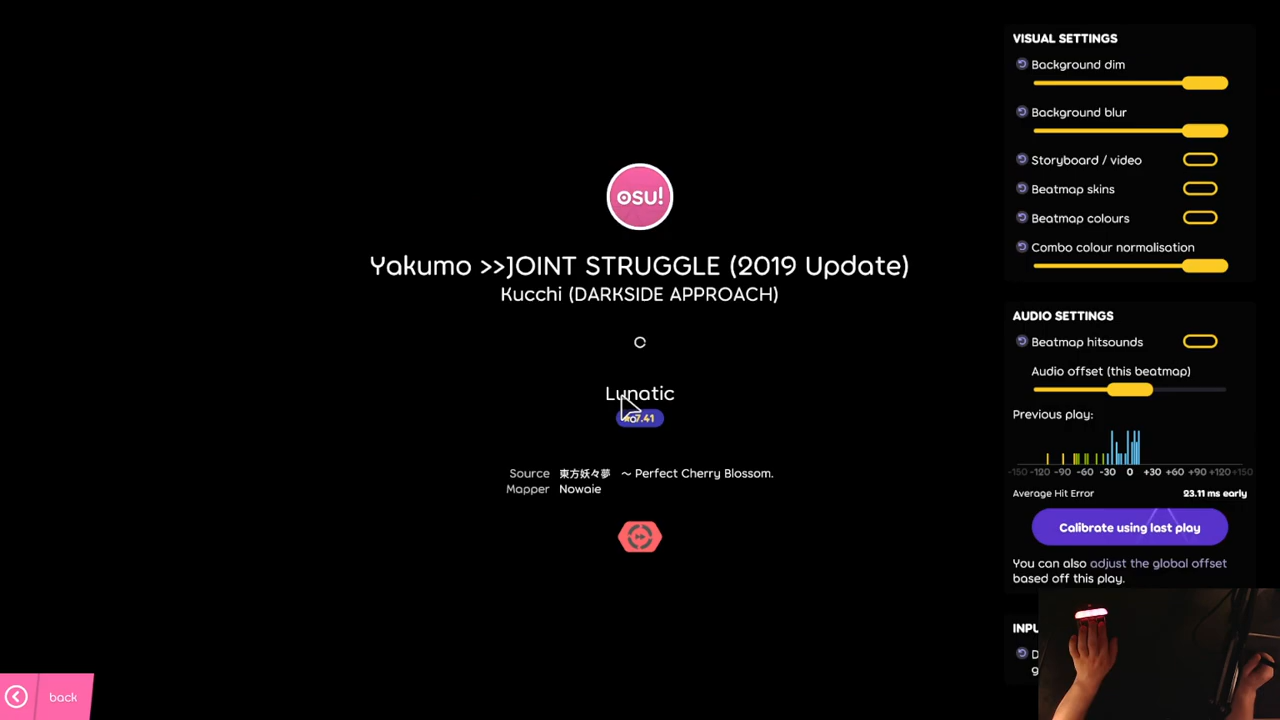 osu!
Yakumo >>JOINT STRUGGLE (2019 Update)
Kucchi (DARKSIDE APPROACH)
Lunatic
7.41
Source 東方妖々夢 ~ Perfect Cherry Blossom.
Mapper Nowaie
back
VISUAL SETTINGS
Background dim
Background blur
Storyboard / video
Beatmap skins
Beatmap colours
Combo colour normalisation
AUDIO SETTINGS
Beatmap hitsounds
Audio offset (this beatmap)
Previous play:
-150 -120 -90 -60 -30 0 +30 +60 +90 +120 +150
Average Hit Error 23.11 ms early
Calibrate using last play
You can also adjust the global offset
based off this play.